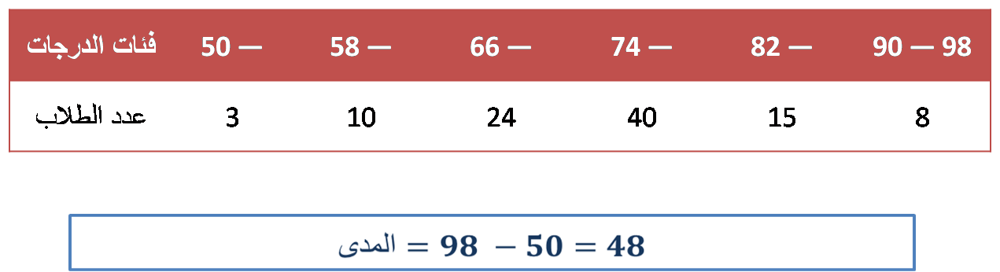 فئات الدرجات 50 — 58 — 66 — 74 — 82 — 90 — 98
عدد الطلاب 3 10 24 40 15 8
المدى = 98 − 50 = 48